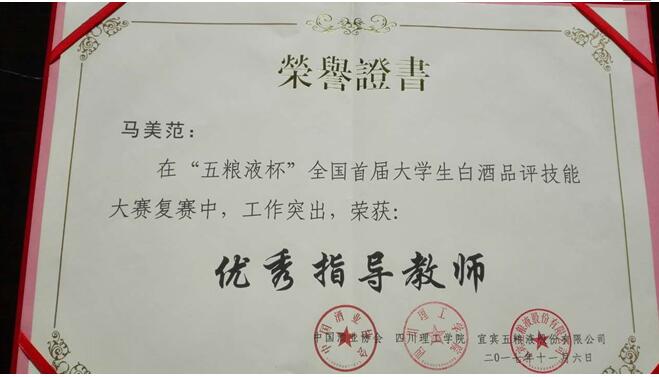 榮譽證書
马美范：
在“五粮液杯”全国首届大学生白酒品评技能
大赛复赛中，工作突出，荣获：
优秀指导教师
中国酒业协会 四川理工学院 宜宾五粮液股份有限公司
二〇一七年十一月六日